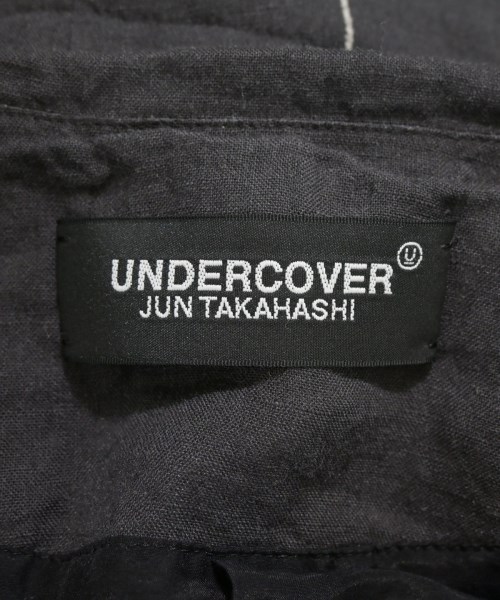 UNDERCOVER Ⓤ
JUN TAKAHASHI